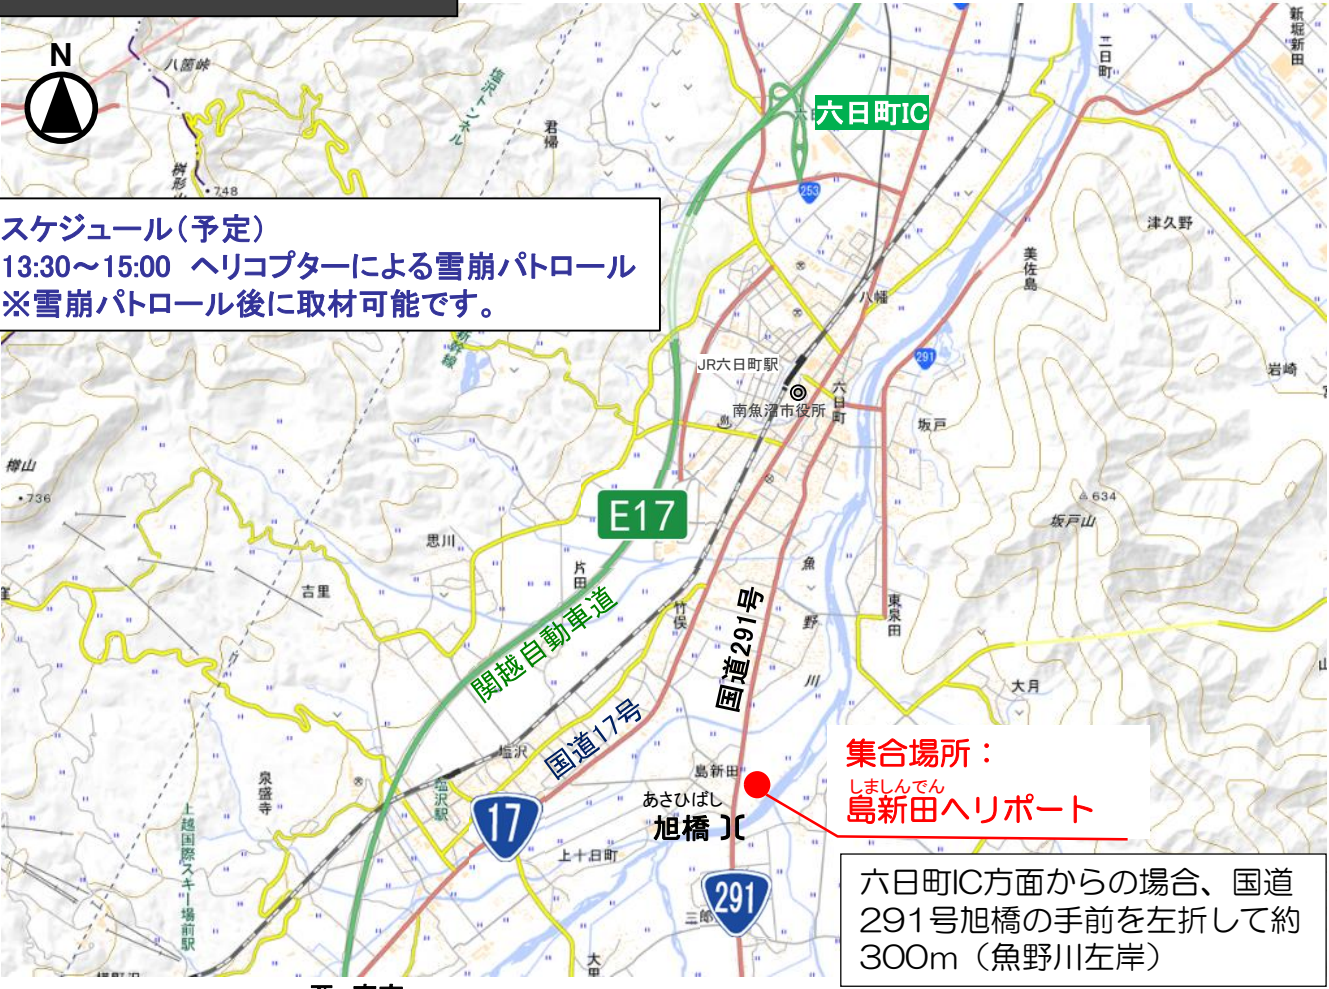 N
八箇峠
塩沢トンネル
君帰
六日町IC
253
二日町
新堀新田
748
スケジュール(予定)
13:30～15:00 ヘリコプターによる雪崩パトロール
※雪崩パトロール後に取材可能です。
津久野
美佐島
八幡
291
岩崎
JR六日町駅
南魚沼市役所
六日町
坂戸
樺山
736
634
坂戸山
E17
思川
片田
吉里
竹俣
魚野川
東泉田
関越自動車道
国道291号
国道17号
大月
塩沢
塩沢駅
泉盛寺
上越国際スキー場前駅
17
島新田
あさひばし
旭橋
上十日町
291
集合場所：
しましんでん
島新田ヘリポート
六日町IC方面からの場合、国道
291号旭橋の手前を左折して約
300m（魚野川左岸）